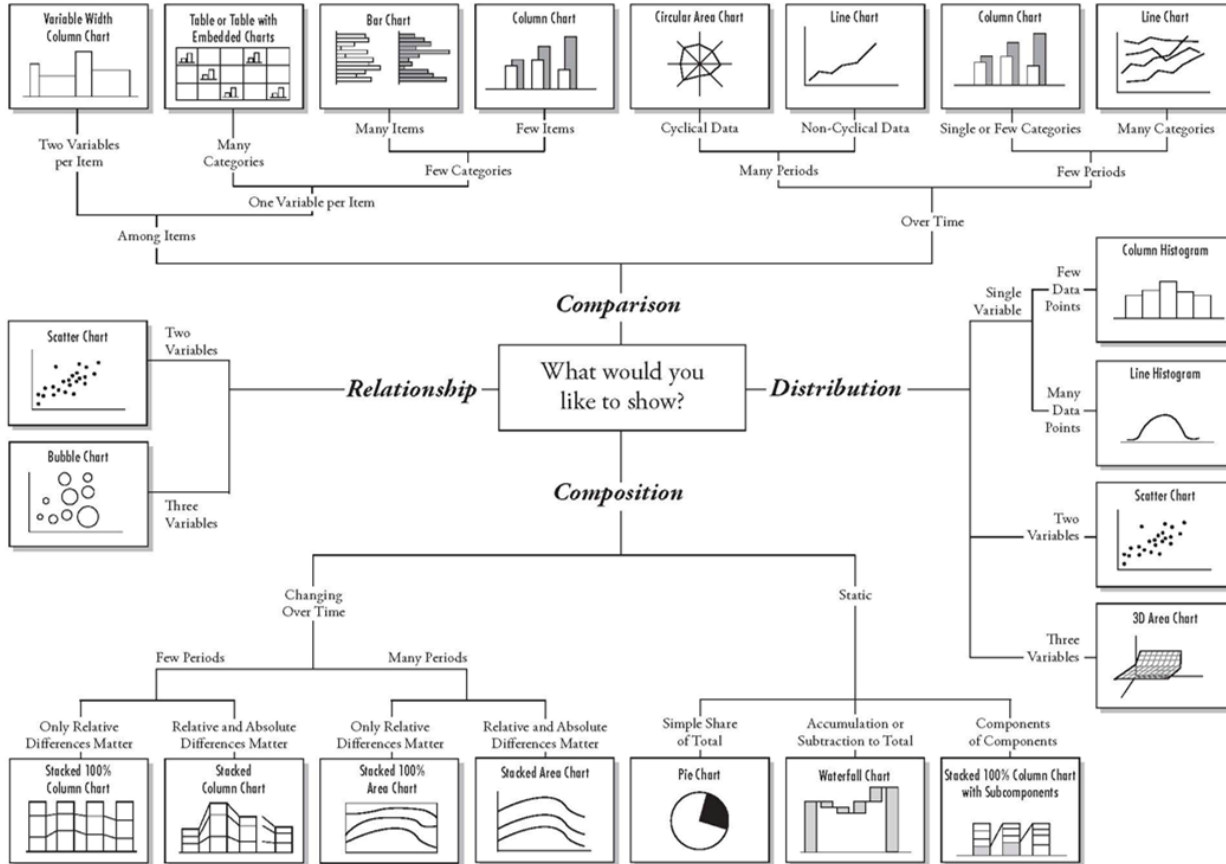 Variable Width
Column Chart
Table or Table with
Embedded Charts
Bar Chart
Column Chart
Circular Area Chart
Line Chart
Column Chart
Line Chart
Two Variables
per Item
Many
Categories
Many Items
Few Items
Cyclical Data
Non-Cyclical Data
Single or Few Categories
Many Categories
Few Categories
Many Periods
Few Periods
One Variable per Item
Among Items
Over Time
Comparison
What would you
like to show?
Relationship
Two
Variables
Scatter Chart
Three
Variables
Bubble Chart
Distribution
Single
Variable
Few
Data
Points
Column Histogram
Many
Data
Points
Line Histogram
Two
Variables
Scatter Chart
Three
Variables
3D Area Chart
Composition
Changing
Over Time
Static
Few Periods
Many Periods
Only Relative
Differences Matter
Relative and Absolute
Differences Matter
Only Relative
Differences Matter
Relative and Absolute
Differences Matter
Simple Share
of Total
Accumulation or
Subtraction to Total
Components
of Components
Stacked 100%
Column Chart
Stacked
Column Chart
Stacked 100%
Area Chart
Stacked Area Chart
Pie Chart
Waterfall Chart
Stacked 100% Column Chart
with Subcomponents